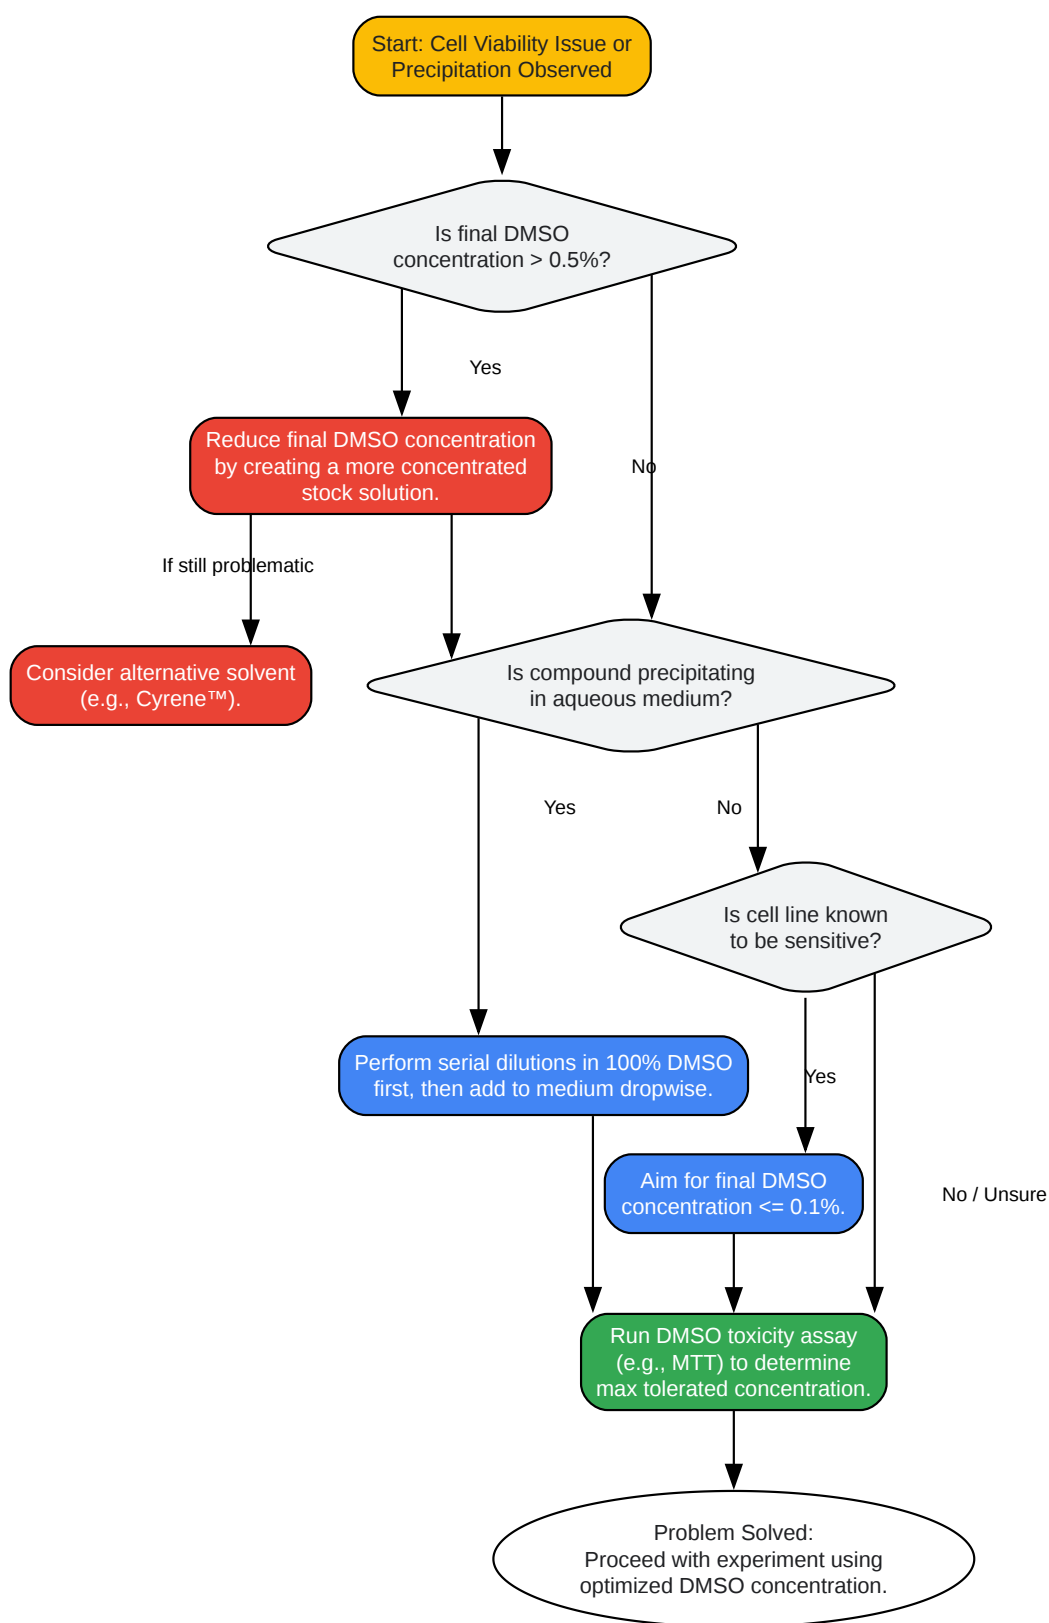 Start: Cell Viability Issue or
Precipitation Observed
Is final DMSO
concentration > 0.5%?
Yes
Reduce final DMSO concentration
by creating a more concentrated
stock solution.
No
If still problematic
Consider alternative solvent
(e.g., Cyrene™).
Is compound precipitating
in aqueous medium?
Yes
No
Is cell line known
to be sensitive?
Perform serial dilutions in 100% DMSO
first, then add to medium dropwise.
Yes
Aim for final DMSO
concentration <= 0.1%.
No / Unsure
Run DMSO toxicity assay
(e.g., MTT) to determine
max tolerated concentration.
Problem Solved:
Proceed with experiment using
optimized DMSO concentration.